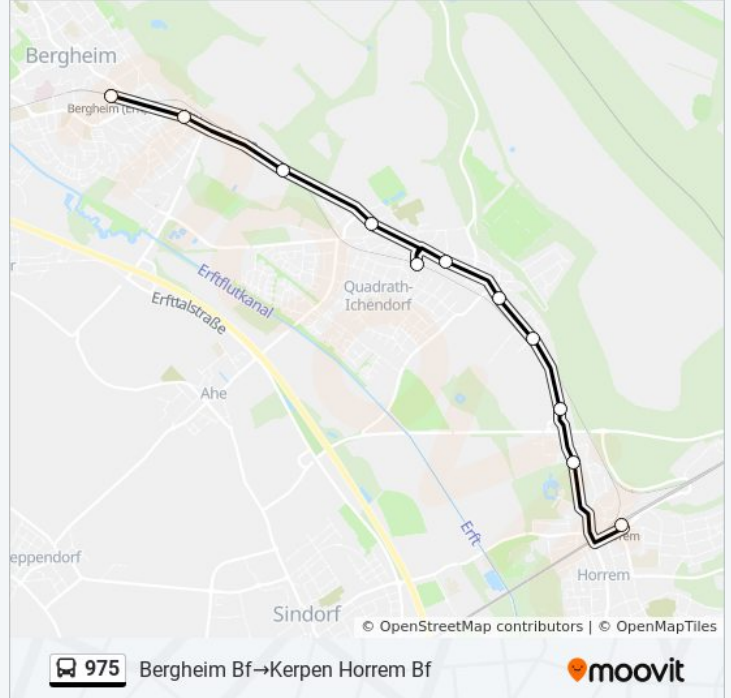 Bergheim
Bergheim (Erft)
Erftflutkanal
Erfttalstraße
Quadrath-
Ichendorf
r
Ahe
Erft
eppendorf
rem
Horrem
Sindorf
© OpenStreetMap contributors | © OpenMapTiles
975 Bergheim Bf→Kerpen Horrem Bf
moovit